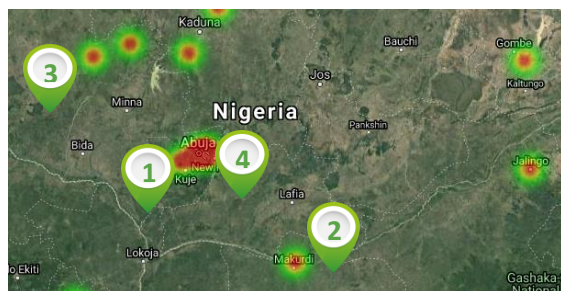 Kaduna
Bauchi
Gombe
3
Jos
Kaltungo
Minna
Nigeria
Pankshin
Bida
Abuja
1
4
Jalingo
Kuje
Lafia
2
Lokoja
Makurdi
o Ekiti
Gashaka-